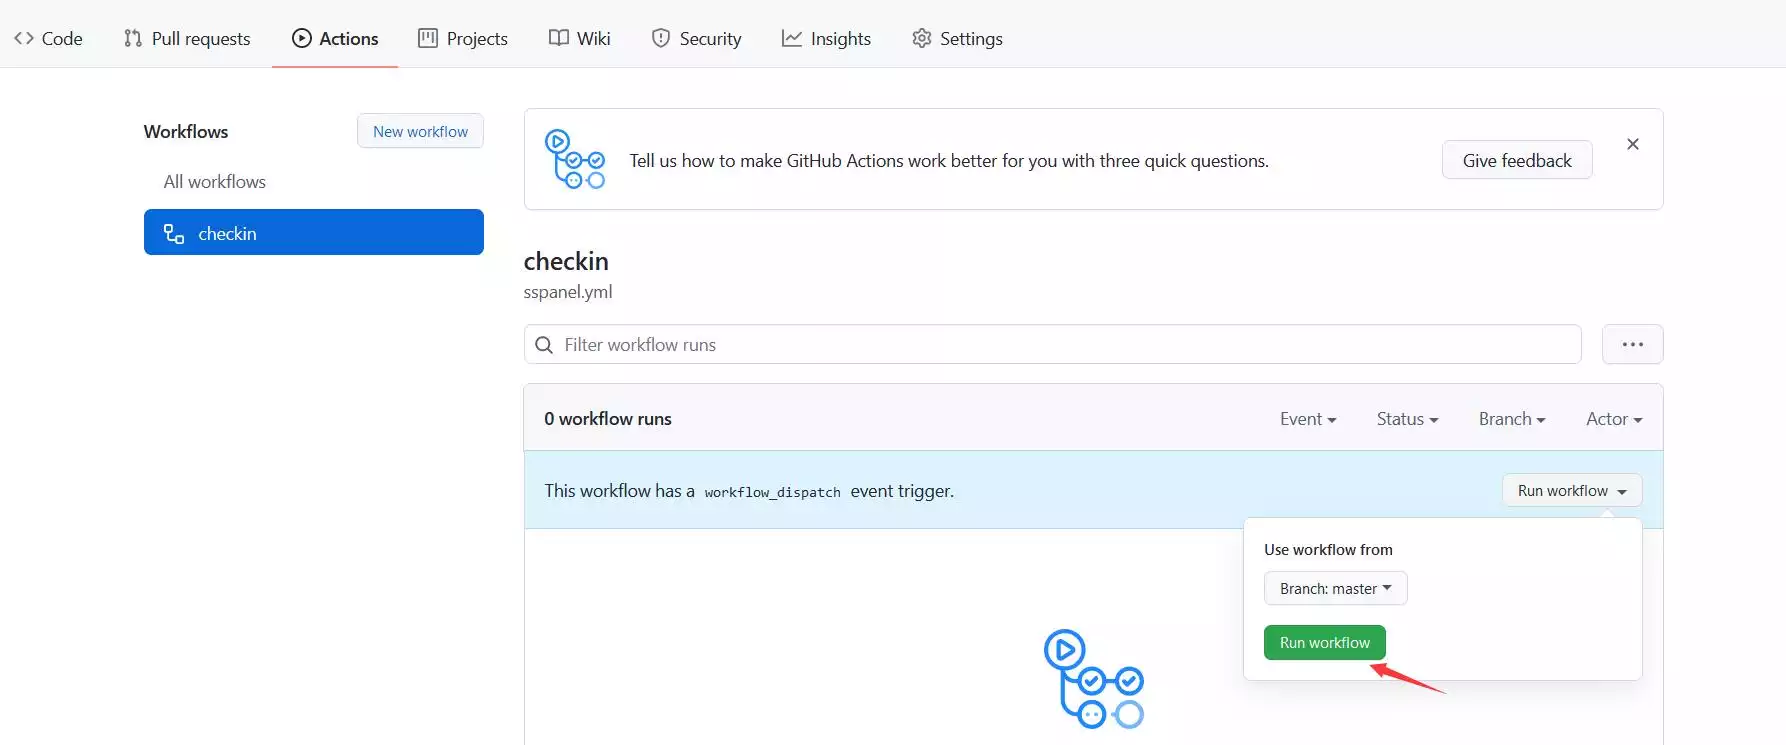 Code Pull requests Actions Projects Wiki Security Insights Settings
Workflows
New workflow
All workflows
checkin
Tell us how to make GitHub Actions work better for you with three quick questions.
Give feedback
checkin
sspanel.yml
Filter workflow runs
0 workflow runs
Event Status Branch Actor
This workflow has a workflow_dispatch event trigger.
Run workflow
Use workflow from
Branch: master
Run workflow